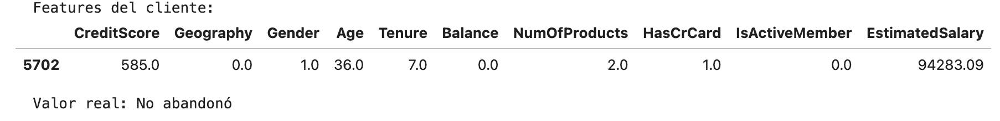 Features del cliente:
CreditScore Geography Gender Age Tenure Balance NumOfProducts HasCrCard IsActiveMember EstimatedSalary
5702 585.0 0.0 1.0 36.0 7.0 0.0 2.0 1.0 0.0 94283.09
Valor real: No abandonó